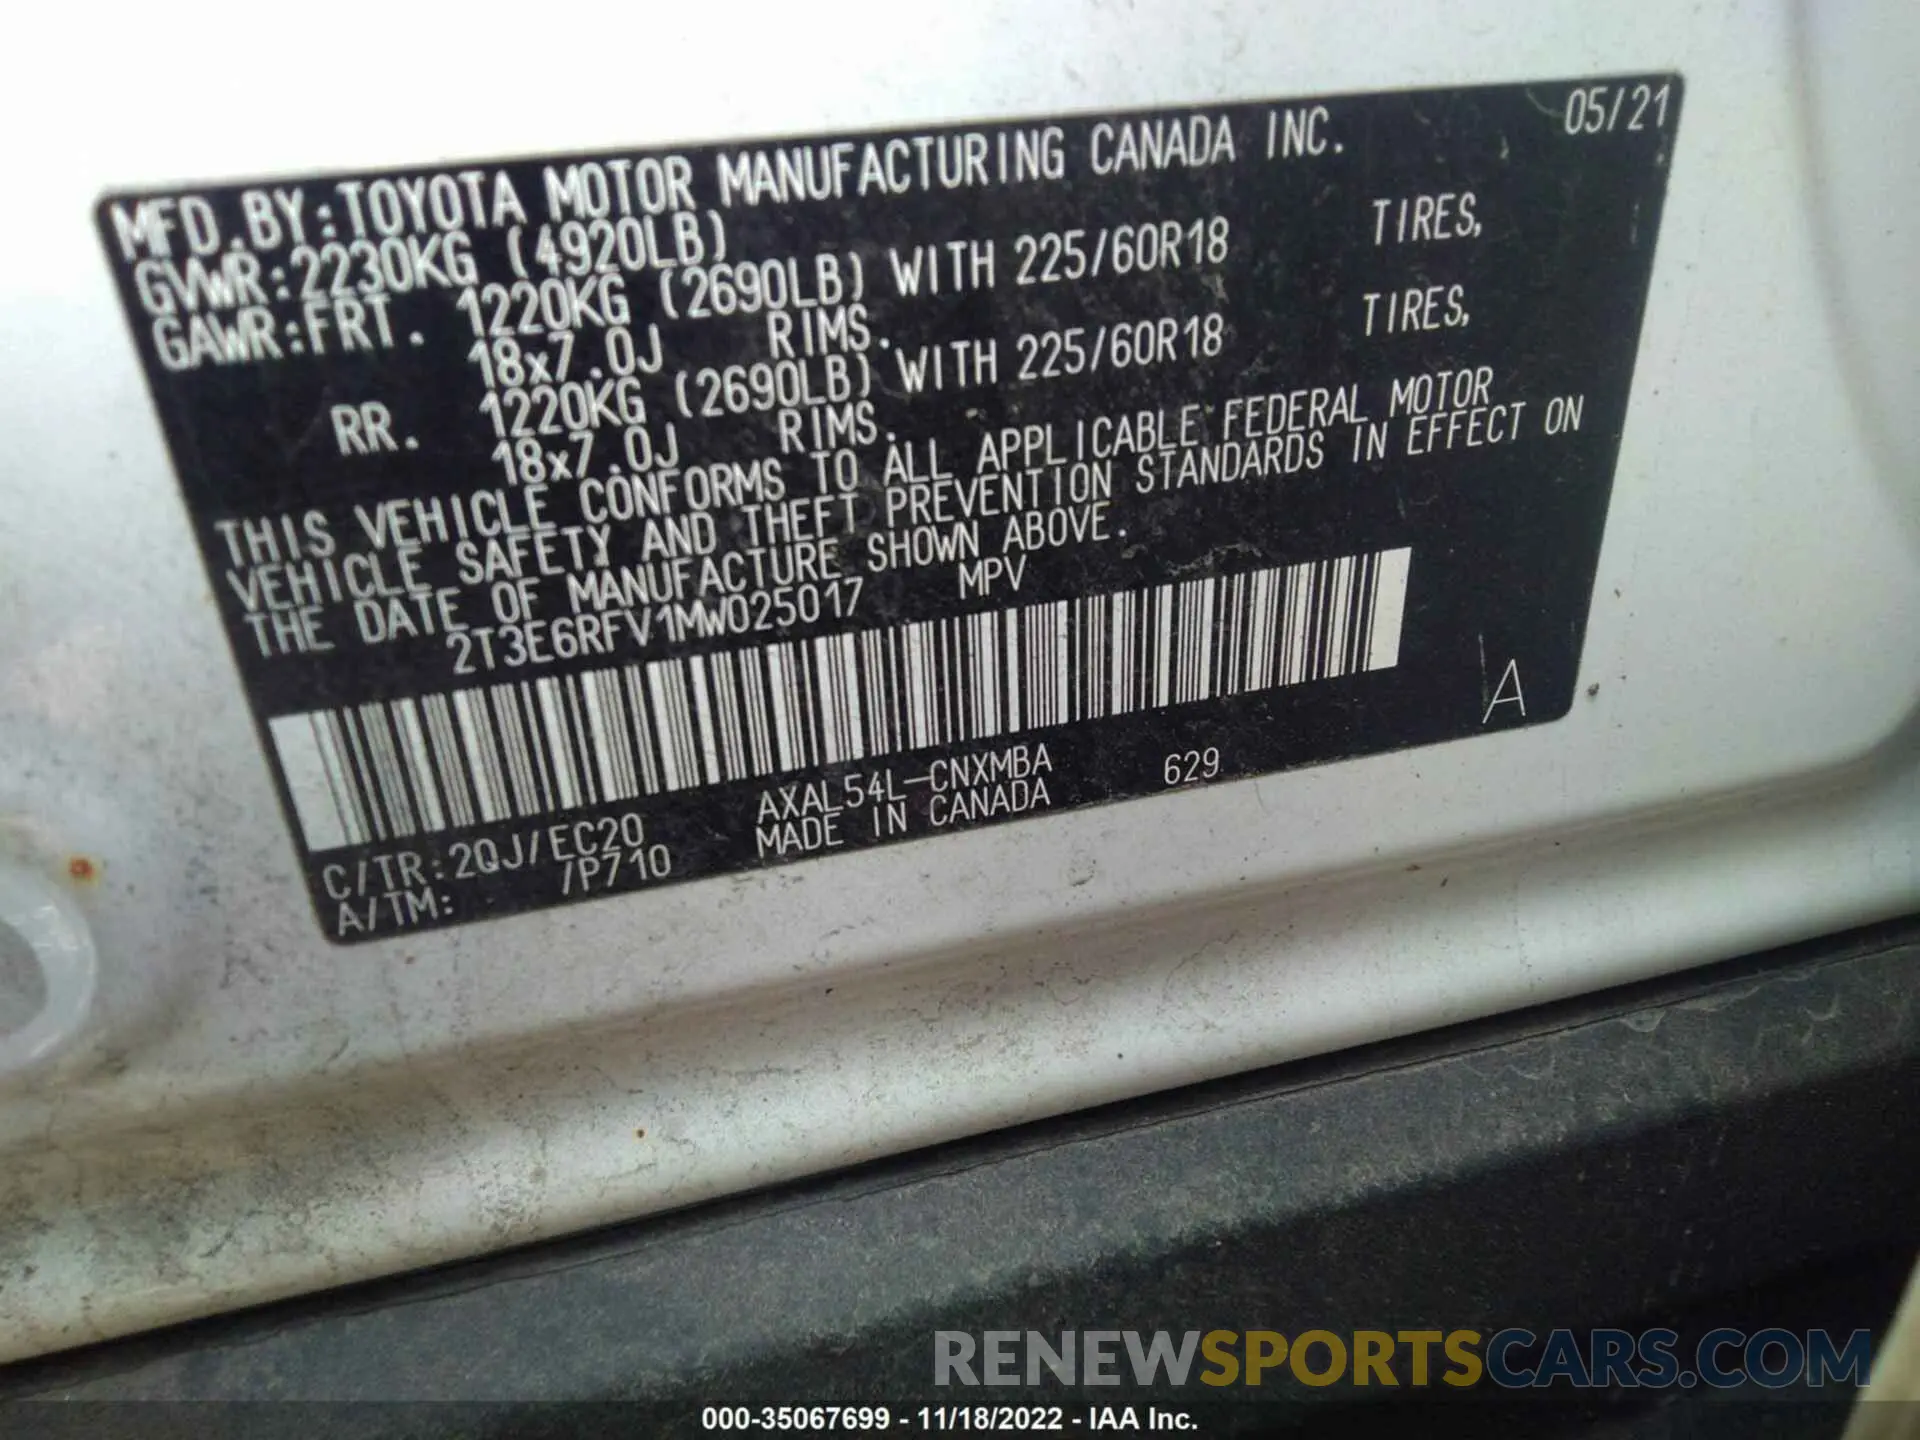 05/21
MFD.BY:TOYOTA MOTOR MANUFACTURING CANADA INC.
GVWR:2230KG (4920LB)
GAWR:FRT. 1220KG (2690LB) WITH 225/60R18 TIRES,
18x7.0J RIMS.
RR. 1220KG (2690LB) WITH 225/60R18 TIRES,
18x7.0J RIMS.
THIS VEHICLE CONFORMS TO ALL APPLICABLE FEDERAL MOTOR
VEHICLE SAFETY AND THEFT PREVENTION STANDARDS IN EFFECT ON
THE DATE OF MANUFACTURE SHOWN ABOVE.
2T3E6RFV1MW025017 MPV
A
C/TR:2QJ/EC20 AXAL54L-CNXMBA 629
A/TM: /P710 MADE IN CANADA
RENEWSPORTSCARS.COM
000-35067699 - 11/18/2022 - IAA Inc.